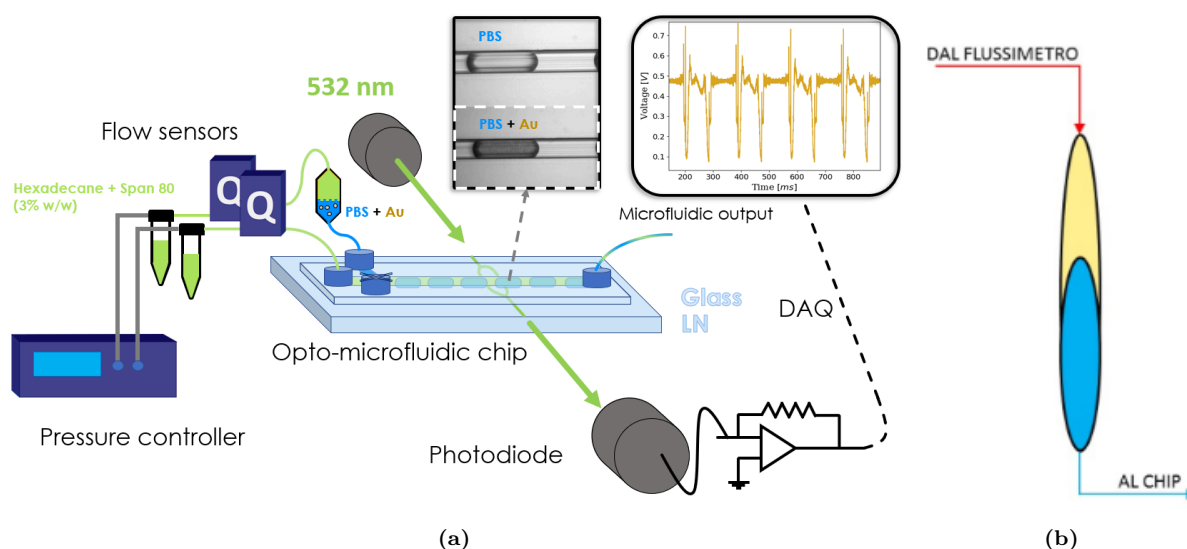 PBS
PBS + Au
0.7
0.6
0.5
0.4
0.3
0.2
0.1
Voltage [V]
200 300 400 500 600 700 800
Time [ms]
532 nm
Flow sensors
Hexadecane + Span 80
(3% w/w)
Q
Q
PBS + Au
Microfluidic output
Glass
LN
DAQ
Opto-microfluidic chip
Pressure controller
Photodiode
(a)
DAL FLUSSIMETRO
AL CHIP
(b)